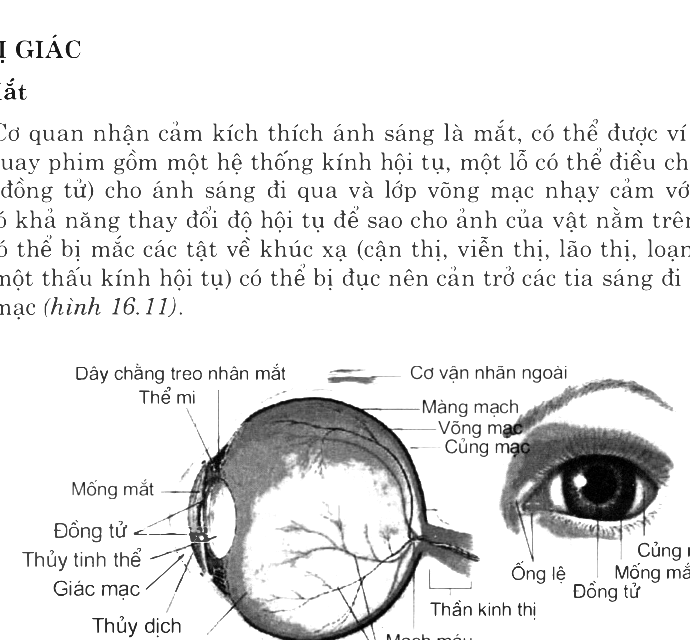 Ị GIÁC
ắt
Cơ quan nhận cảm kích thích ánh sáng là mắt, có thể được ví
uay phim gồm một hệ thống kính hội tụ, một lỗ có thể điều ch
đồng tử) cho ánh sáng đi qua và lớp võng mạc nhạy cảm vớ
ó khả năng thay đổi độ hội tụ để sao cho ảnh của vật nằm trên
ó thể bị mắc các tật về khúc xạ (cận thị, viễn thị, lão thị, loạn
một thấu kính hội tụ) có thể bị đục nên cản trở các tia sáng đi
mạc (hình 16.11).
Dây chằng treo nhân mắt
Cơ vận nhãn ngoài
Thể mi
Màng mạch
Võng mạc
Củng mạc
Mống mắt
Đồng tử
Thủy tinh thể
Giác mạc
Thủy dịch
Thần kinh thị
Mạch máu
Ống lệ
Đồng tử
Mống mắ
Củng